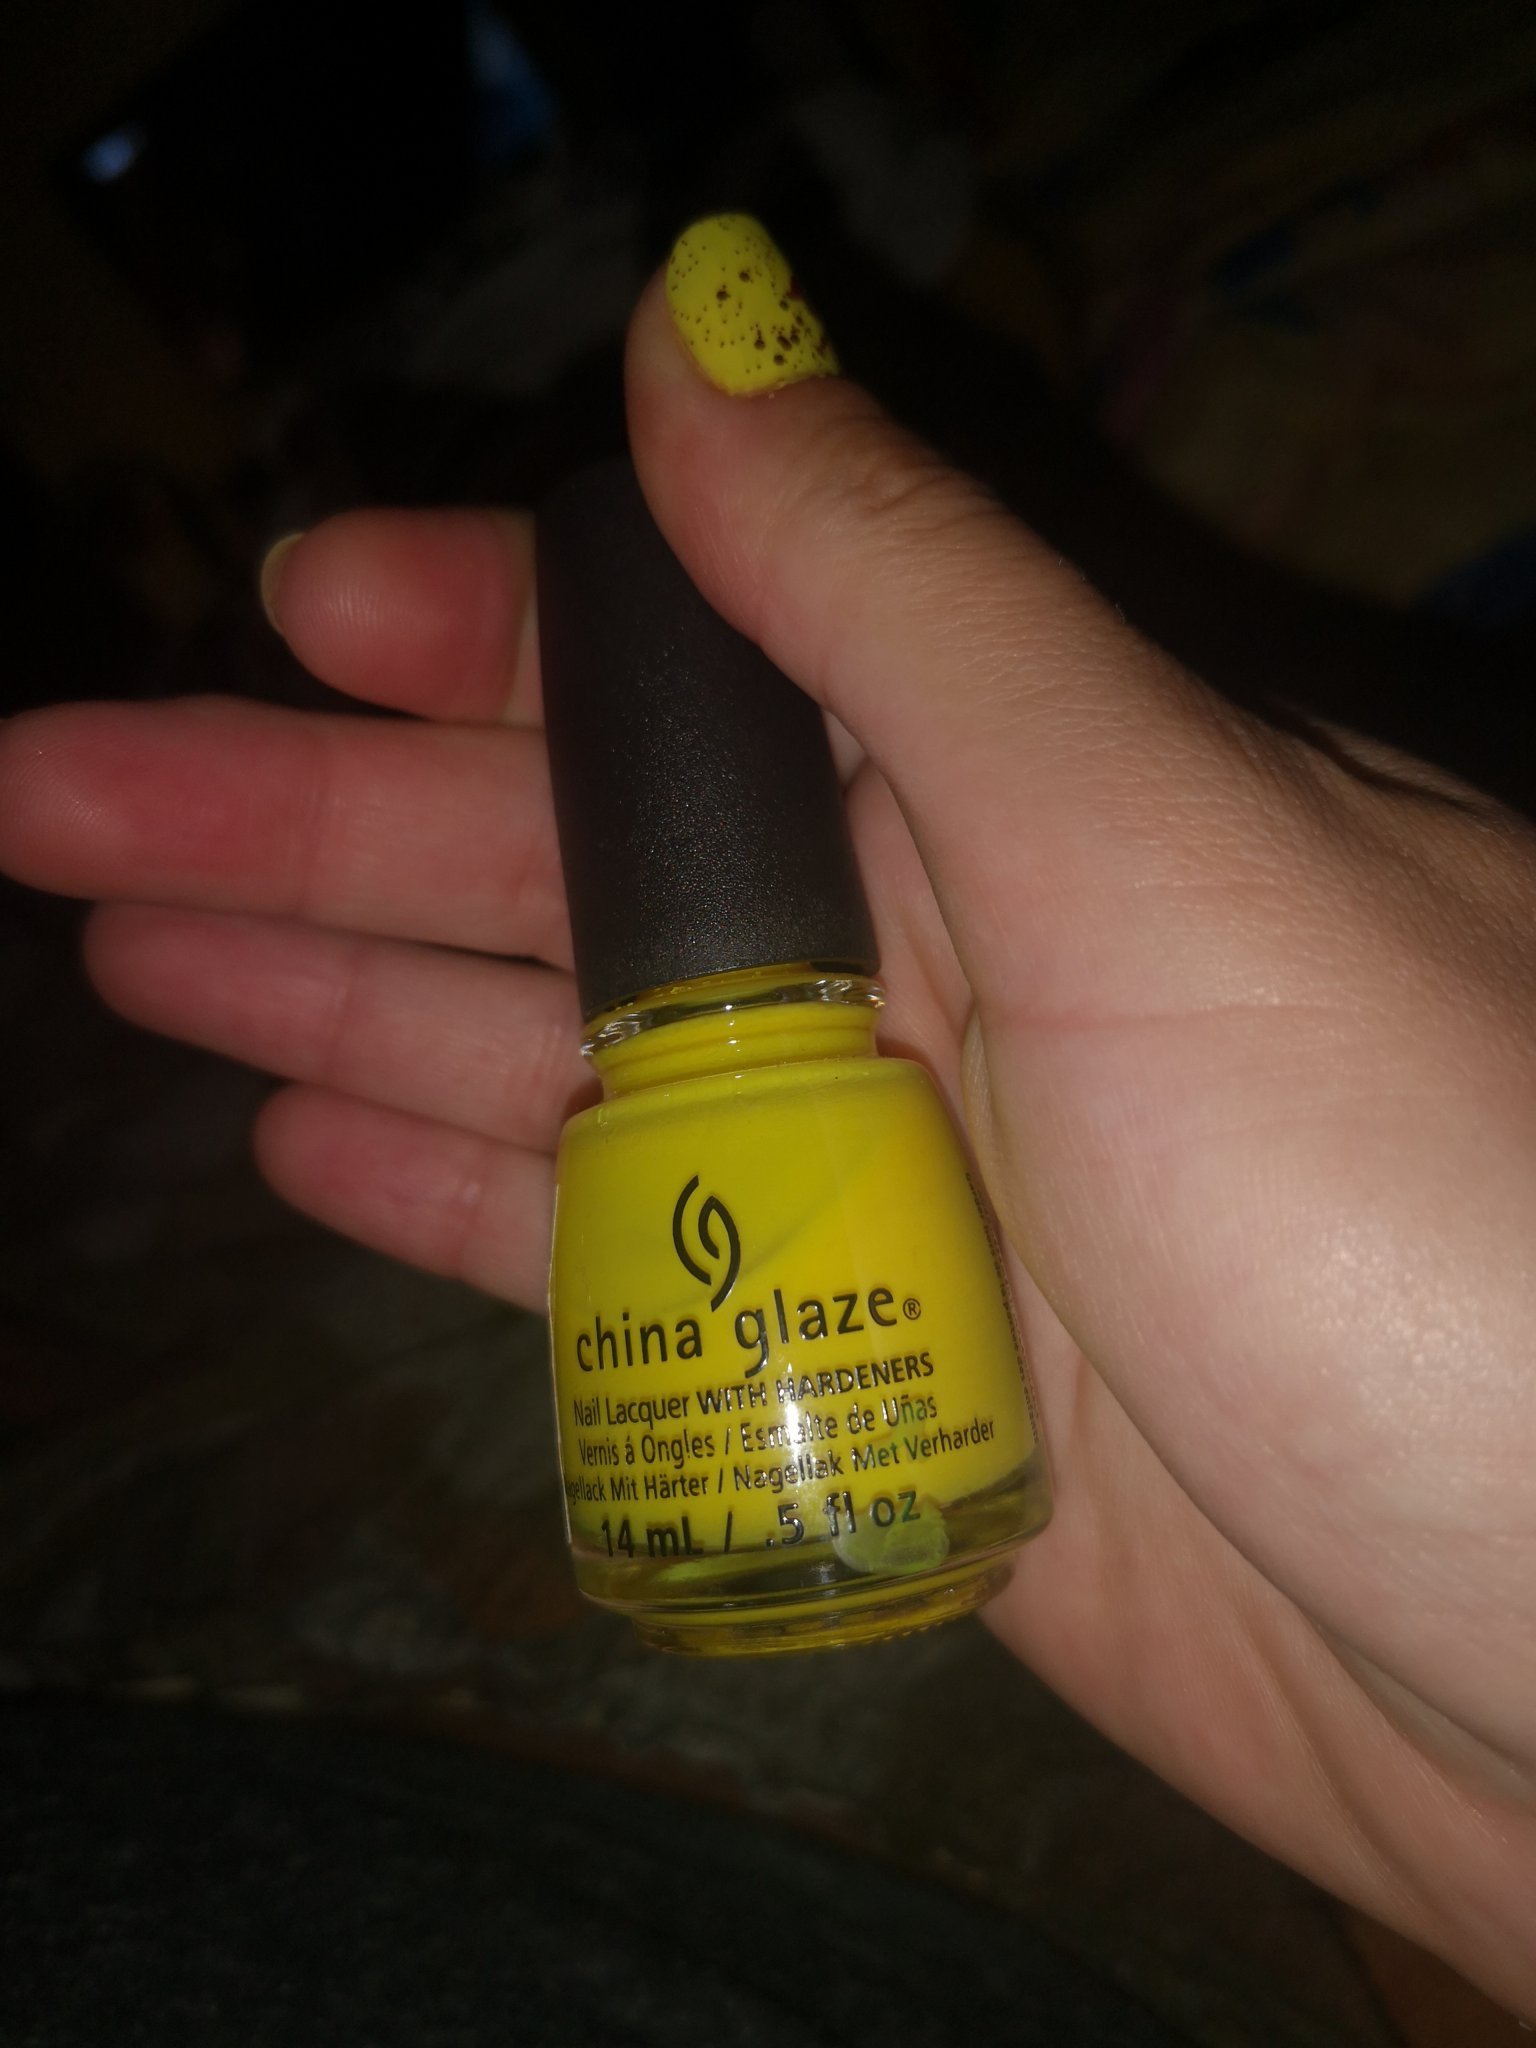 china glaze®
Nail Lacquer WITH HARDENERS
Vernis á Ongles / Esmalte de Uñas
Mit Härter / Nagellak Met Verharder
14 mL / .5 fl oz